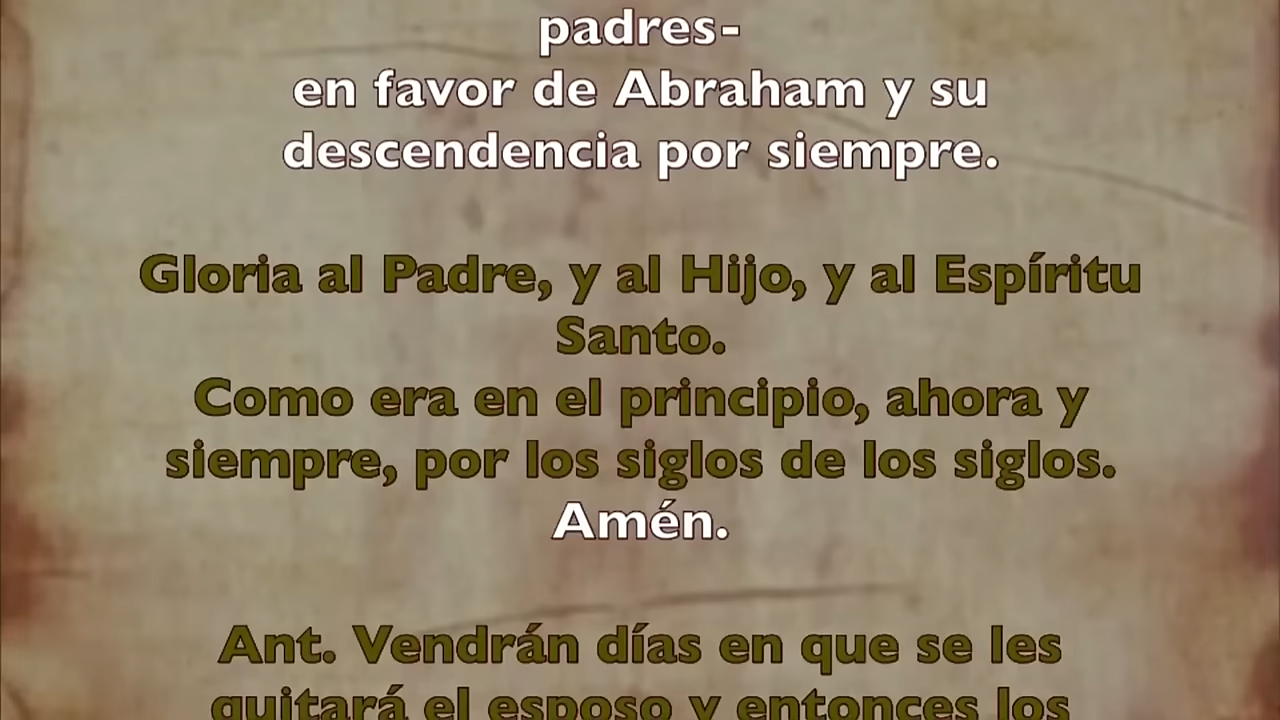 padres-
en favor de Abraham y su
descendencia por siempre.
Gloria al Padre, y al Hijo, y al Espíritu
Santo.
Como era en el principio, ahora y
siempre, por los siglos de los siglos.
Amén.
Ant. Vendrán días en que se les
quitará el esposo y entonces los